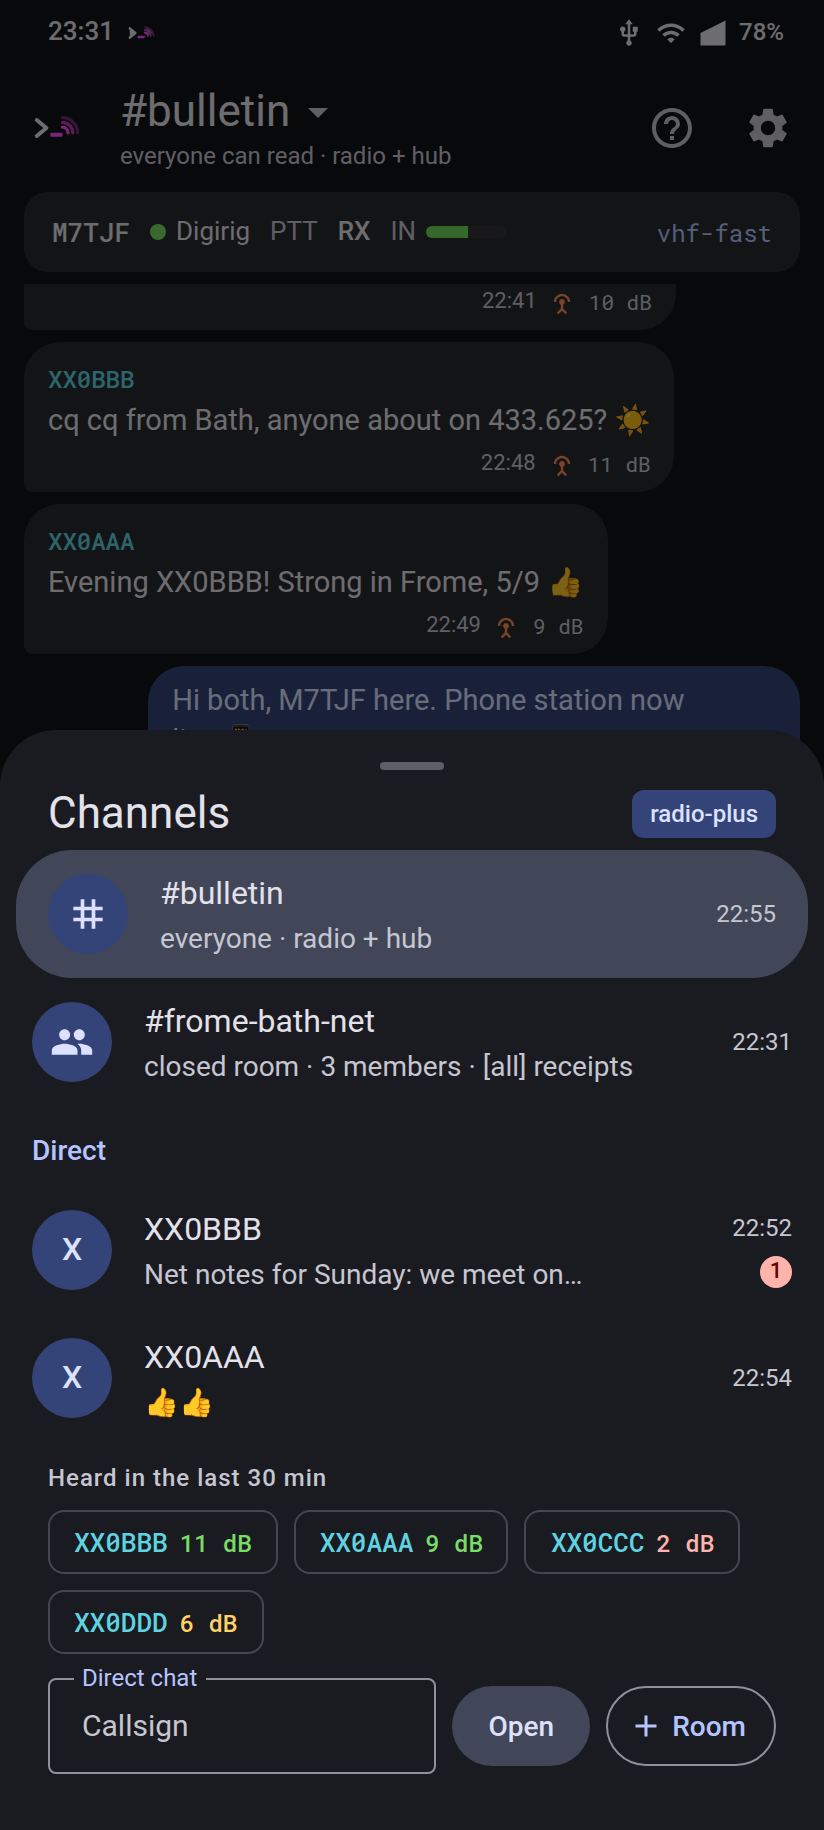 23:31
78%
#bulletin
everyone can read · radio + hub
M7TJF Digirig PTT RX IN vhf-fast
22:41 10 dB
XX0BBB
cq cq from Bath, anyone about on 433.625? ☀️
22:48 11 dB
XX0AAA
Evening XX0BBB! Strong in Frome, 5/9 👍
22:49 9 dB
Hi both, M7TJF here. Phone station now
Channels
radio-plus
#bulletin
everyone · radio + hub
22:55
#frome-bath-net
closed room · 3 members · [all] receipts
22:31
Direct
X
XX0BBB
Net notes for Sunday: we meet on…
22:52
1
X
XX0AAA
👍👍
22:54
Heard in the last 30 min
XX0BBB 11 dB
XX0AAA 9 dB
XX0CCC 2 dB
XX0DDD 6 dB
Direct chat
Callsign
Open
+ Room